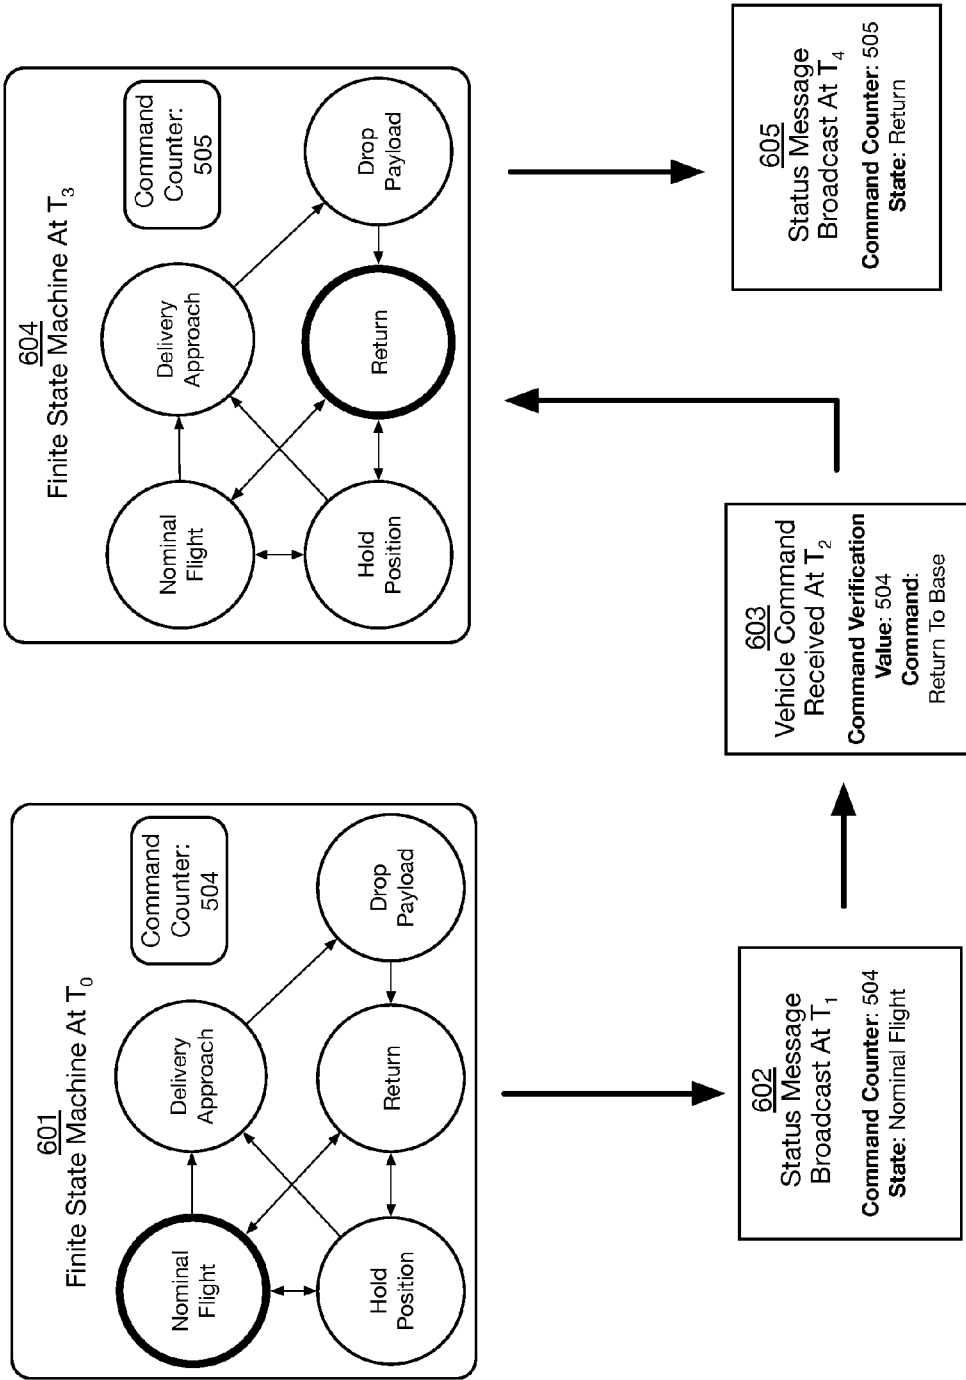 601
Finite State Machine At T0
Command
Counter:
504
Nominal
Flight
Delivery
Approach
Drop
Payload
Hold
Position
Return
604
Finite State Machine At T3
Command
Counter:
505
Nominal
Flight
Delivery
Approach
Drop
Payload
Hold
Position
Return
602
Status Message
Broadcast At T1
Command Counter: 504
State: Nominal Flight
603
Vehicle Command
Received At T2
Command Verification
Value: 504
Command:
Return To Base
605
Status Message
Broadcast At T4
Command Counter: 505
State: Return